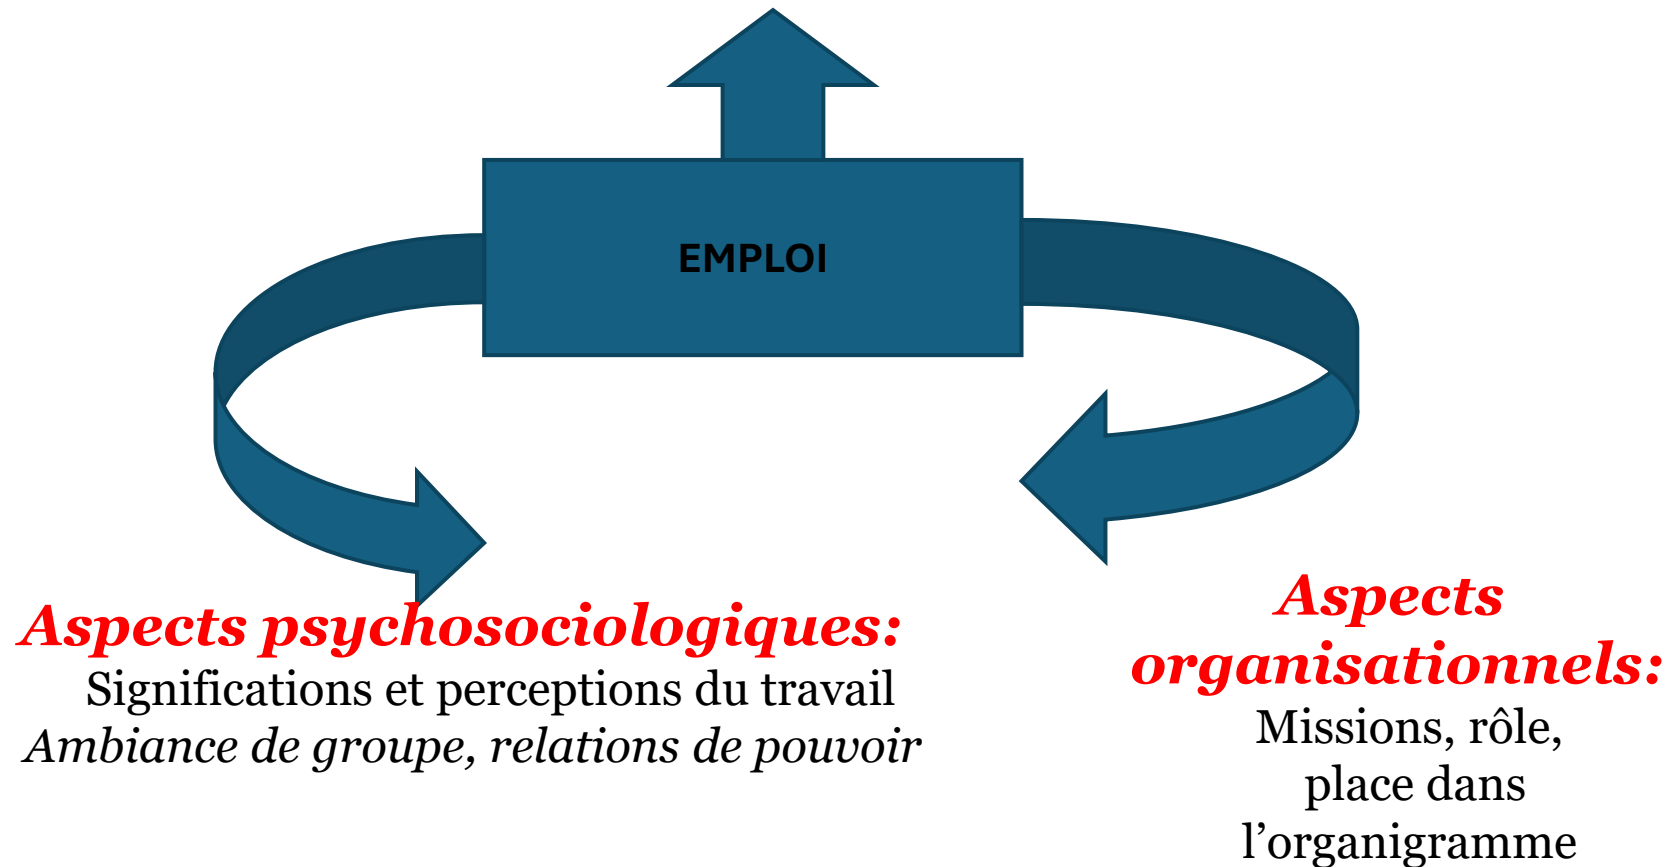 EMPLOI
Aspects psychosociologiques:
Significations et perceptions du travail
Ambiance de groupe, relations de pouvoir
Aspects
organisationnels:
Missions, rôle,
place dans
l’organigramme